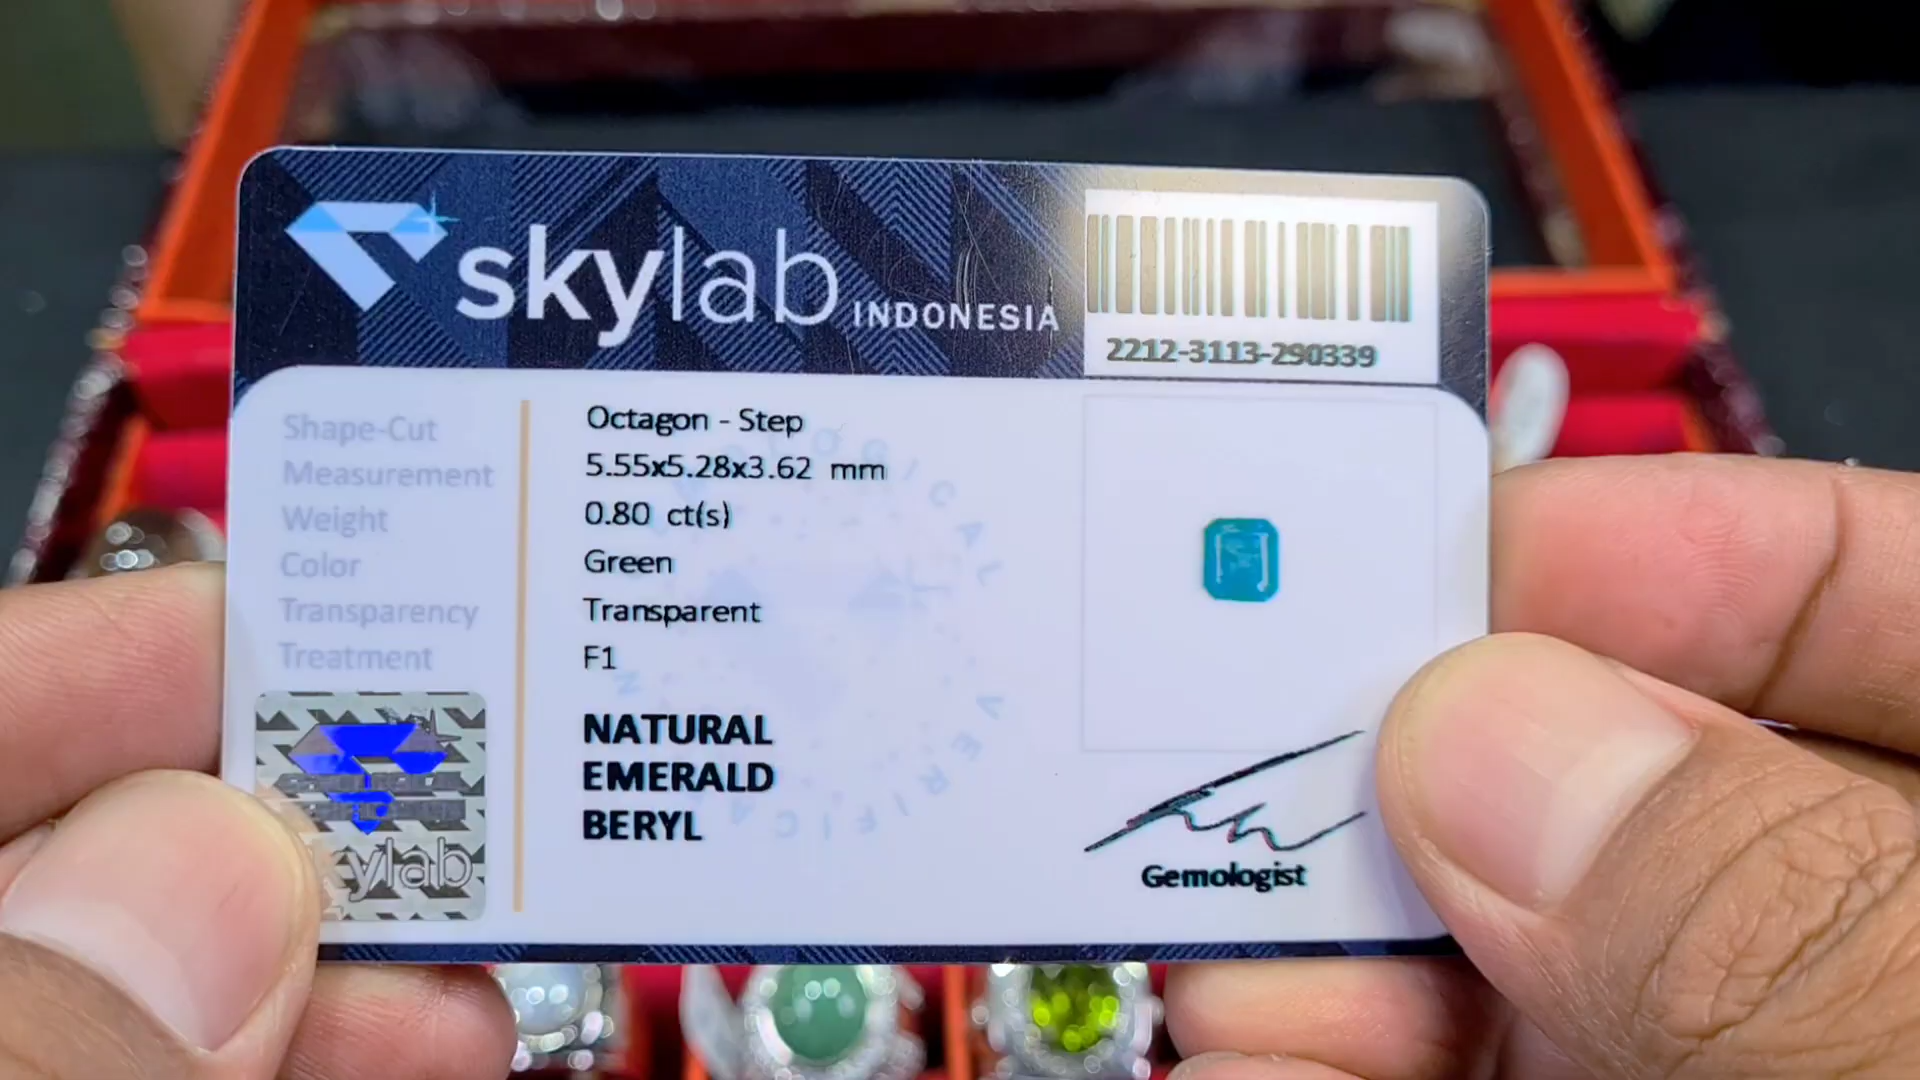 skylab INDONESIA
2212-3113-290339
Shape-Cut Octagon - Step
Measurement 5.55x5.28x3.62 mm
Weight 0.80 ct(s)
Color Green
Transparency Transparent
Treatment F1
NATURAL
EMERALD
BERYL
skylab
Gemologist